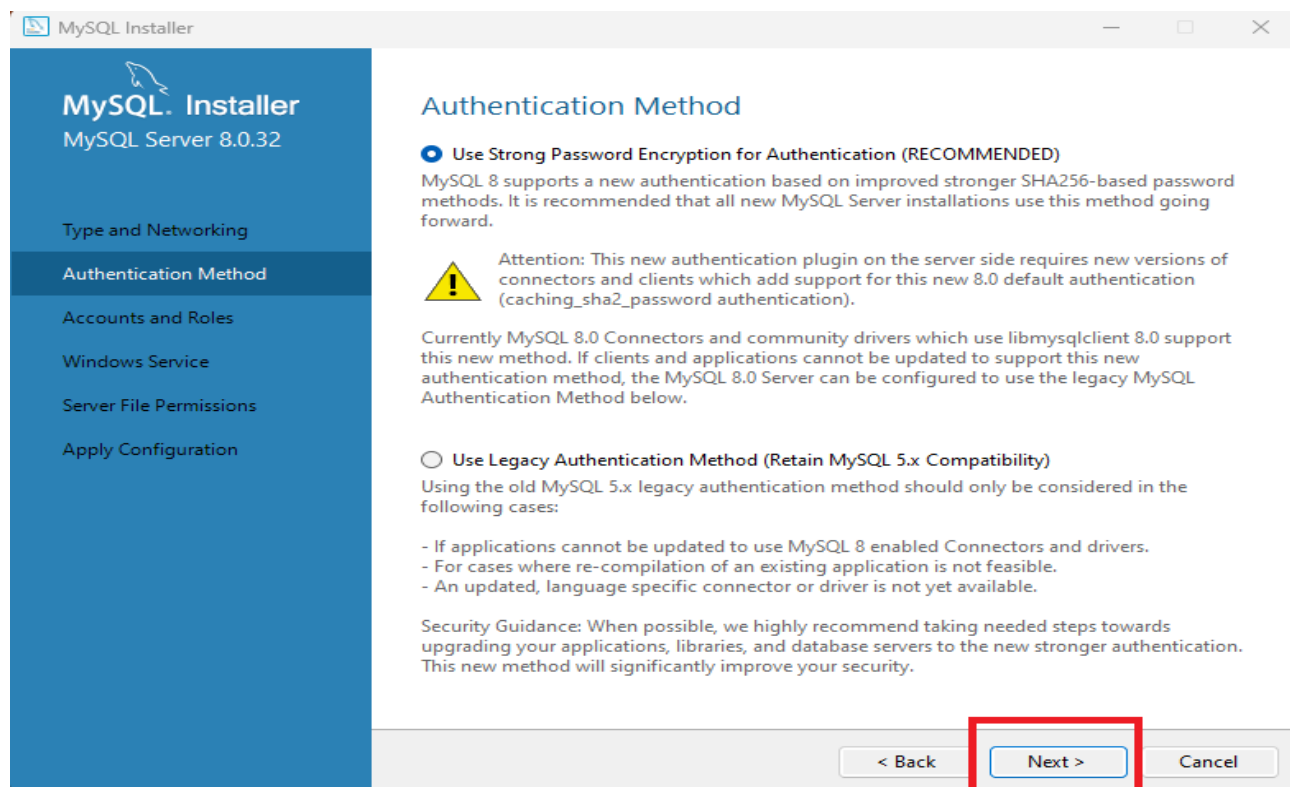 MySQL Installer
MySQL. Installer
MySQL Server 8.0.32
Type and Networking
Authentication Method
Accounts and Roles
Windows Service
Server File Permissions
Apply Configuration
Authentication Method
Use Strong Password Encryption for Authentication (RECOMMENDED)
MySQL 8 supports a new authentication based on improved stronger SHA256-based password
methods. It is recommended that all new MySQL Server installations use this method going
forward.
Attention: This new authentication plugin on the server side requires new versions of
connectors and clients which add support for this new 8.0 default authentication
(caching_sha2_password authentication).
Currently MySQL 8.0 Connectors and community drivers which use libmysqlclient 8.0 support
this new method. If clients and applications cannot be updated to support this new
authentication method, the MySQL 8.0 Server can be configured to use the legacy MySQL
Authentication Method below.
Use Legacy Authentication Method (Retain MySQL 5.x Compatibility)
Using the old MySQL 5.x legacy authentication method should only be considered in the
following cases:
- If applications cannot be updated to use MySQL 8 enabled Connectors and drivers.
- For cases where re-compilation of an existing application is not feasible.
- An updated, language specific connector or driver is not yet available.
Security Guidance: When possible, we highly recommend taking needed steps towards
upgrading your applications, libraries, and database servers to the new stronger authentication.
This new method will significantly improve your security.
< Back
Next >
Cancel